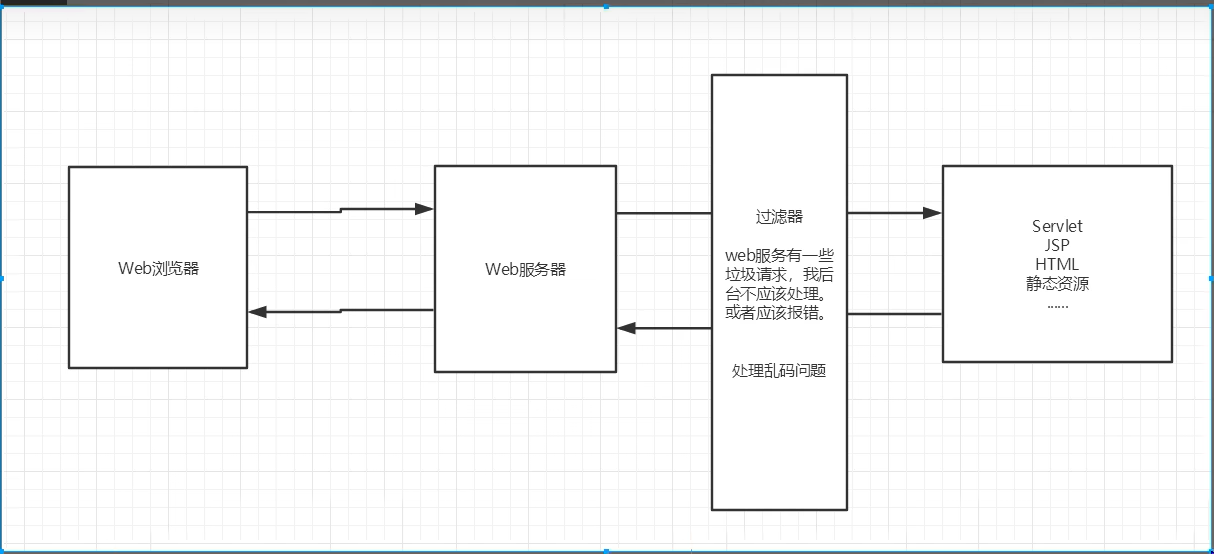 Web浏览器
Web服务器
过滤器
web服务有一些
垃圾请求，我后
台不应该处理。
或者应该报错。
处理乱码问题
Servlet
JSP
HTML
静态资源
......